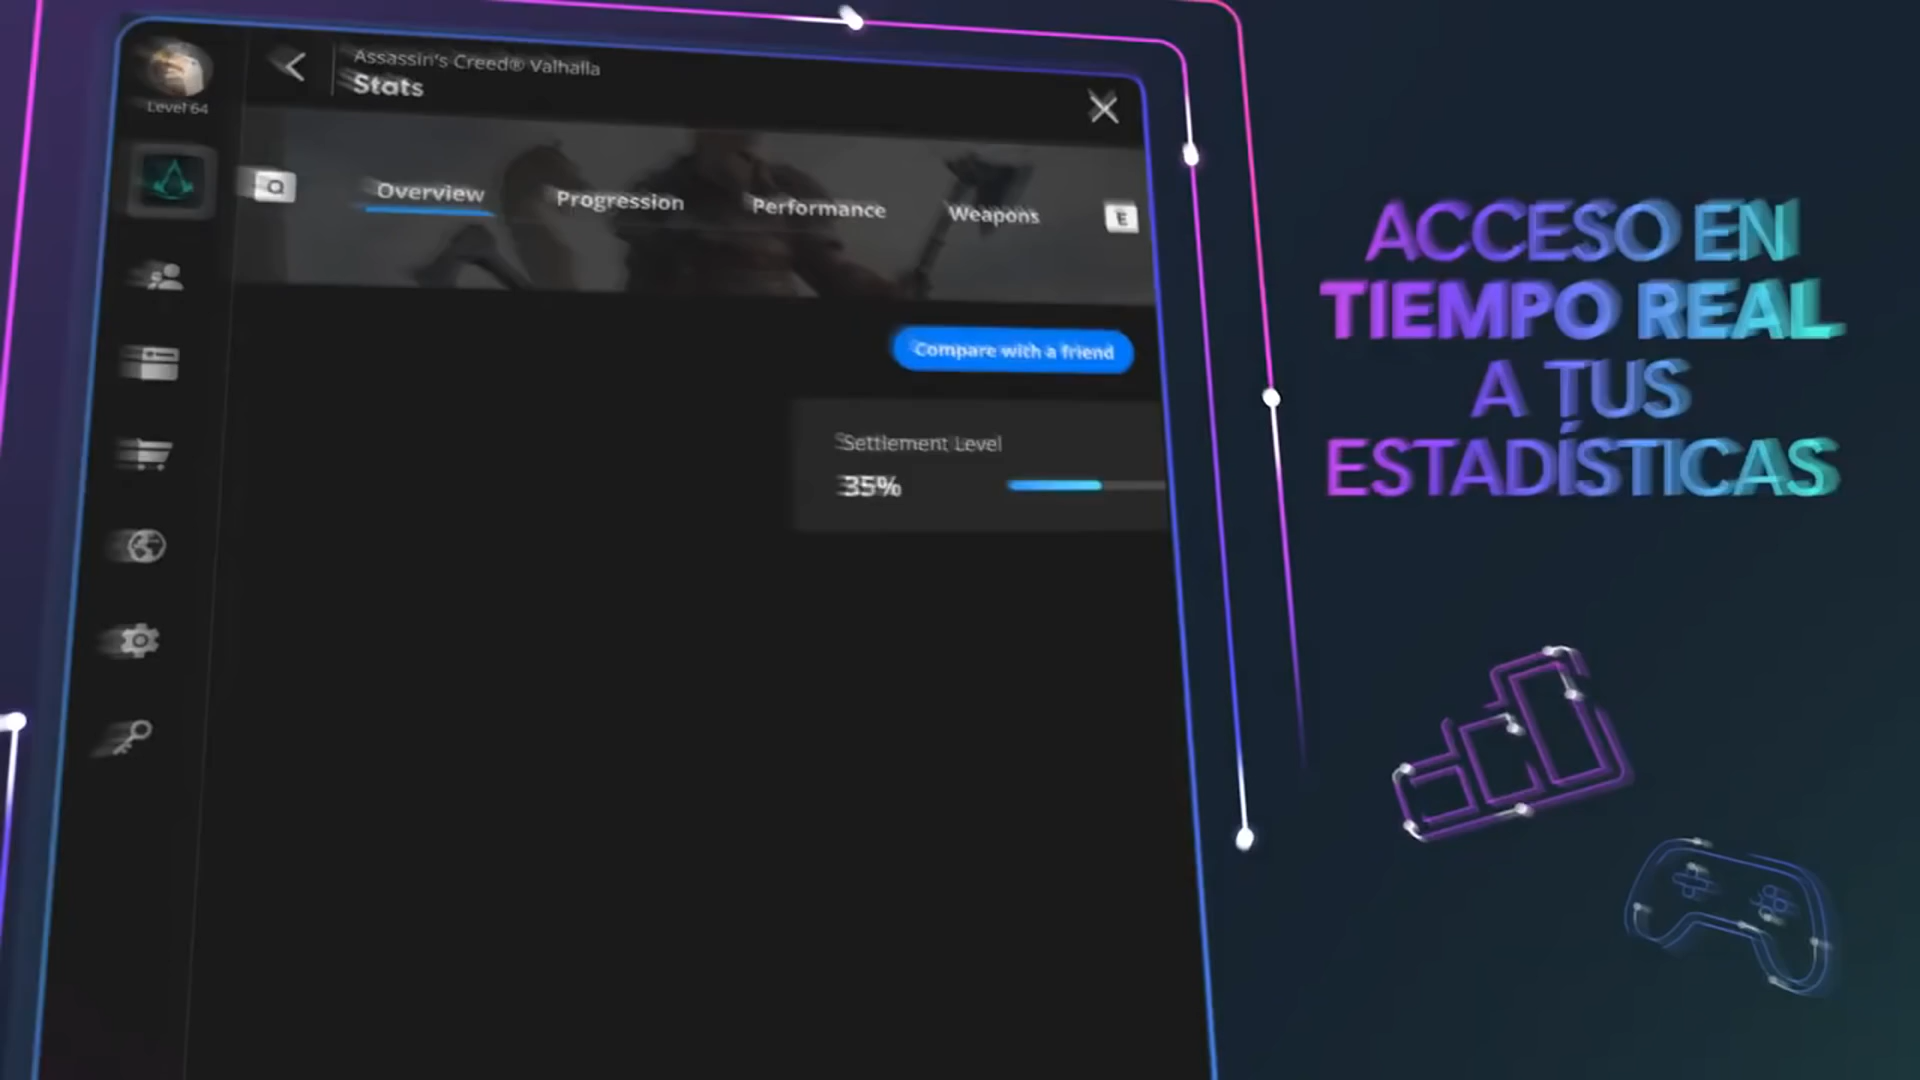 Assassin's Creed® Valhalla
Stats
Level 64
Q
Overview
Progression
Performance
Weapons
E
Compare with a friend
Settlement Level
35%
ACCESO EN
TIEMPO REAL
A TUS
ESTADÍSTICAS